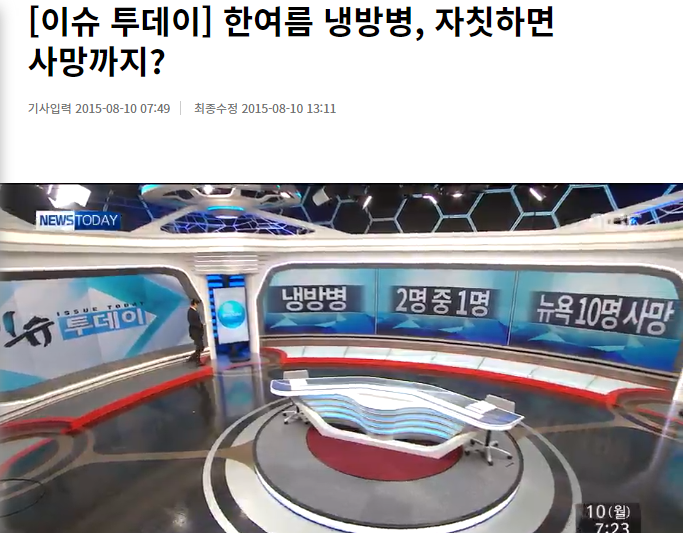 [이슈 투데이] 한여름 냉방병, 자칫하면
사망까지?
기사입력 2015-08-10 07:49 최종수정 2015-08-10 13:11
NEWSTODAY
ISSUE TODAY
이슈 투데이
냉방병
2명 중 1명
뉴욕 10명 사망
10(월)
7:23